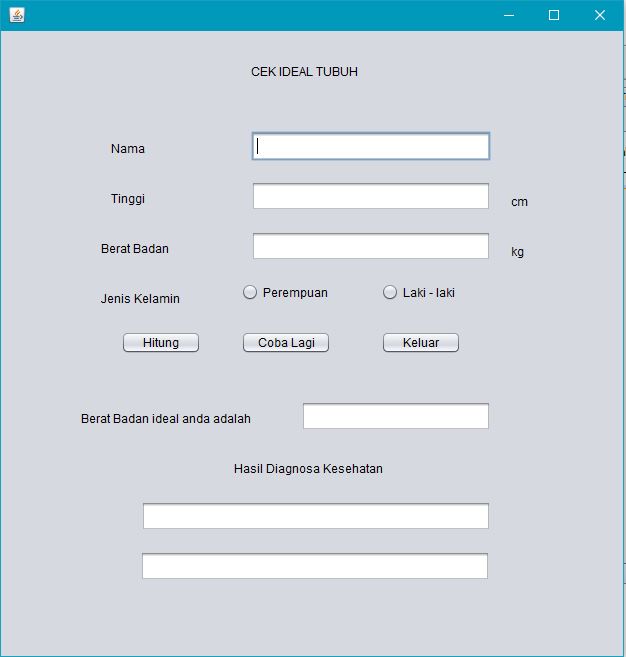 CEK IDEAL TUBUH
Nama
Tinggi
cm
Berat Badan
kg
Jenis Kelamin
Perempuan
Laki - laki
Hitung
Coba Lagi
Keluar
Berat Badan ideal anda adalah
Hasil Diagnosa Kesehatan